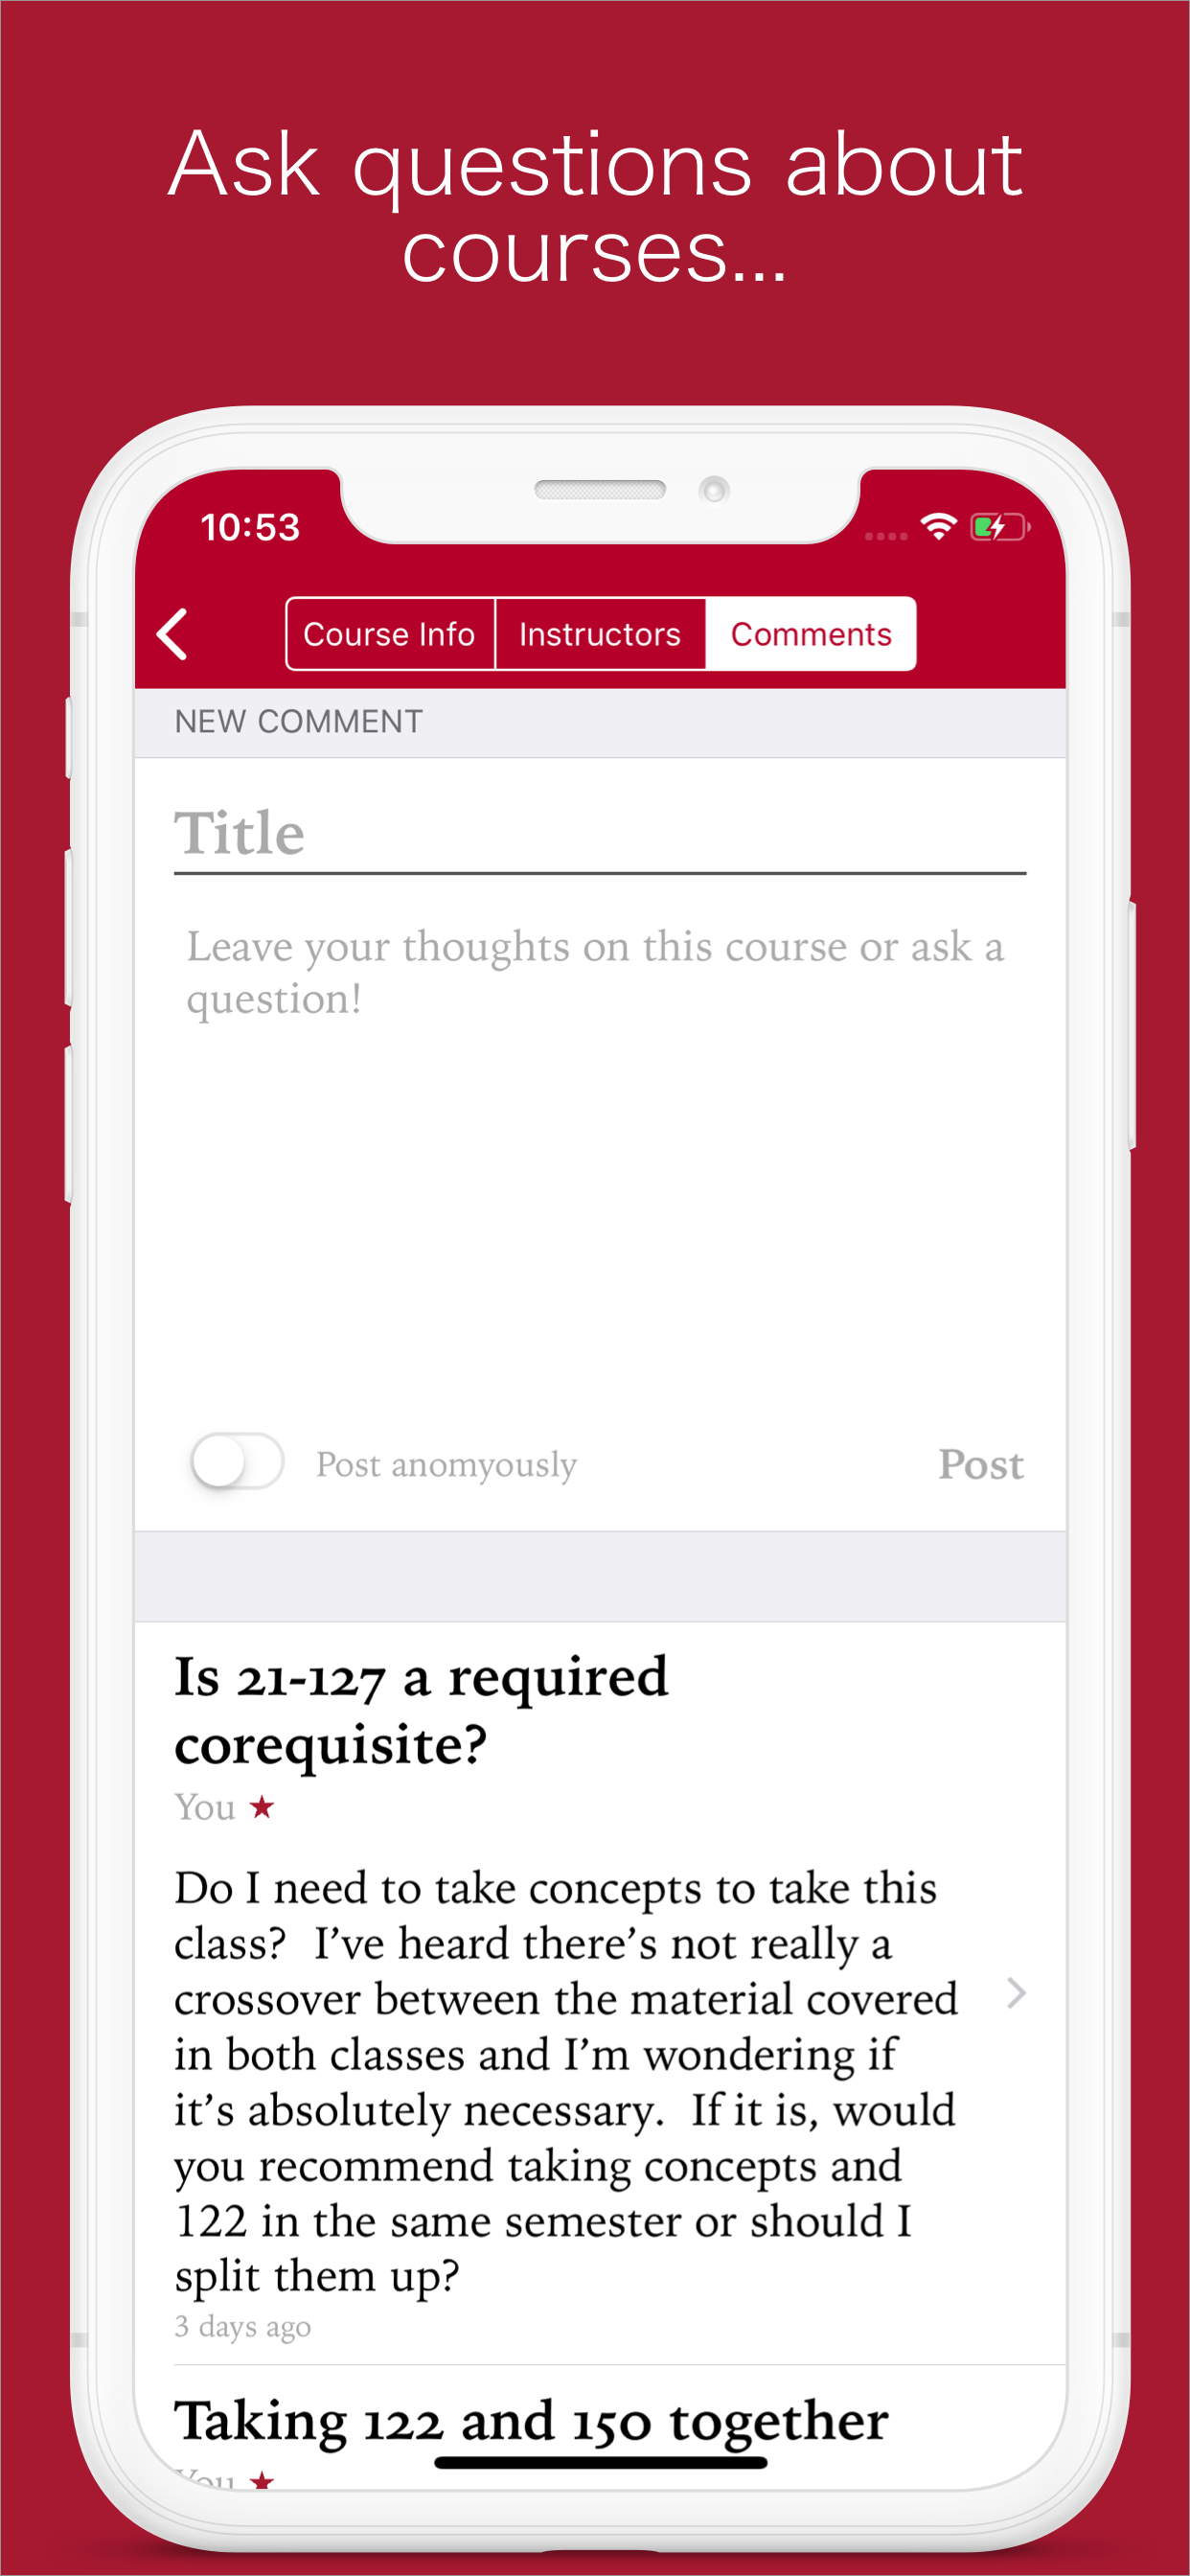 Ask questions about
courses...
10:53
Course Info
Instructors
Comments
NEW COMMENT
Title
Leave your thoughts on this course or ask a
question!
Post anomyously
Post
Is 21-127 a required
corequisite?
You ★
Do I need to take concepts to take this
class?  I’ve heard there’s not really a
crossover between the material covered
in both classes and I’m wondering if
it’s absolutely necessary.  If it is, would
you recommend taking concepts and
122 in the same semester or should I
split them up?
3 days ago
Taking 122 and 150 together
You ★